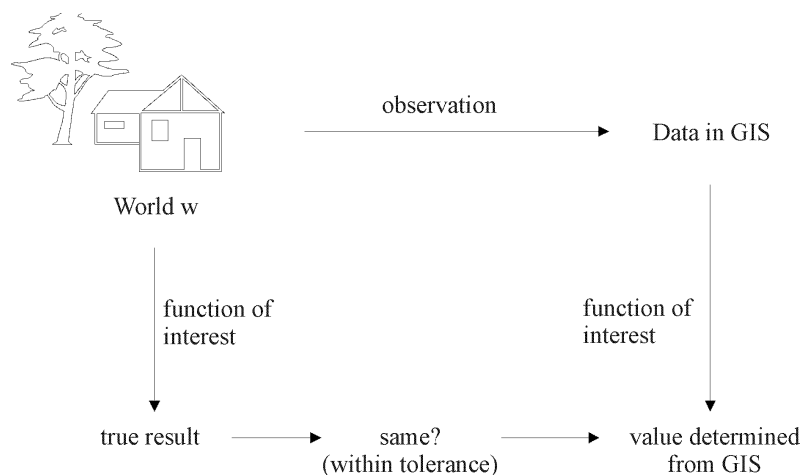 observation
Data in GIS
World w
function of
interest
function of
interest
true result
same?
(within tolerance)
value determined
from GIS